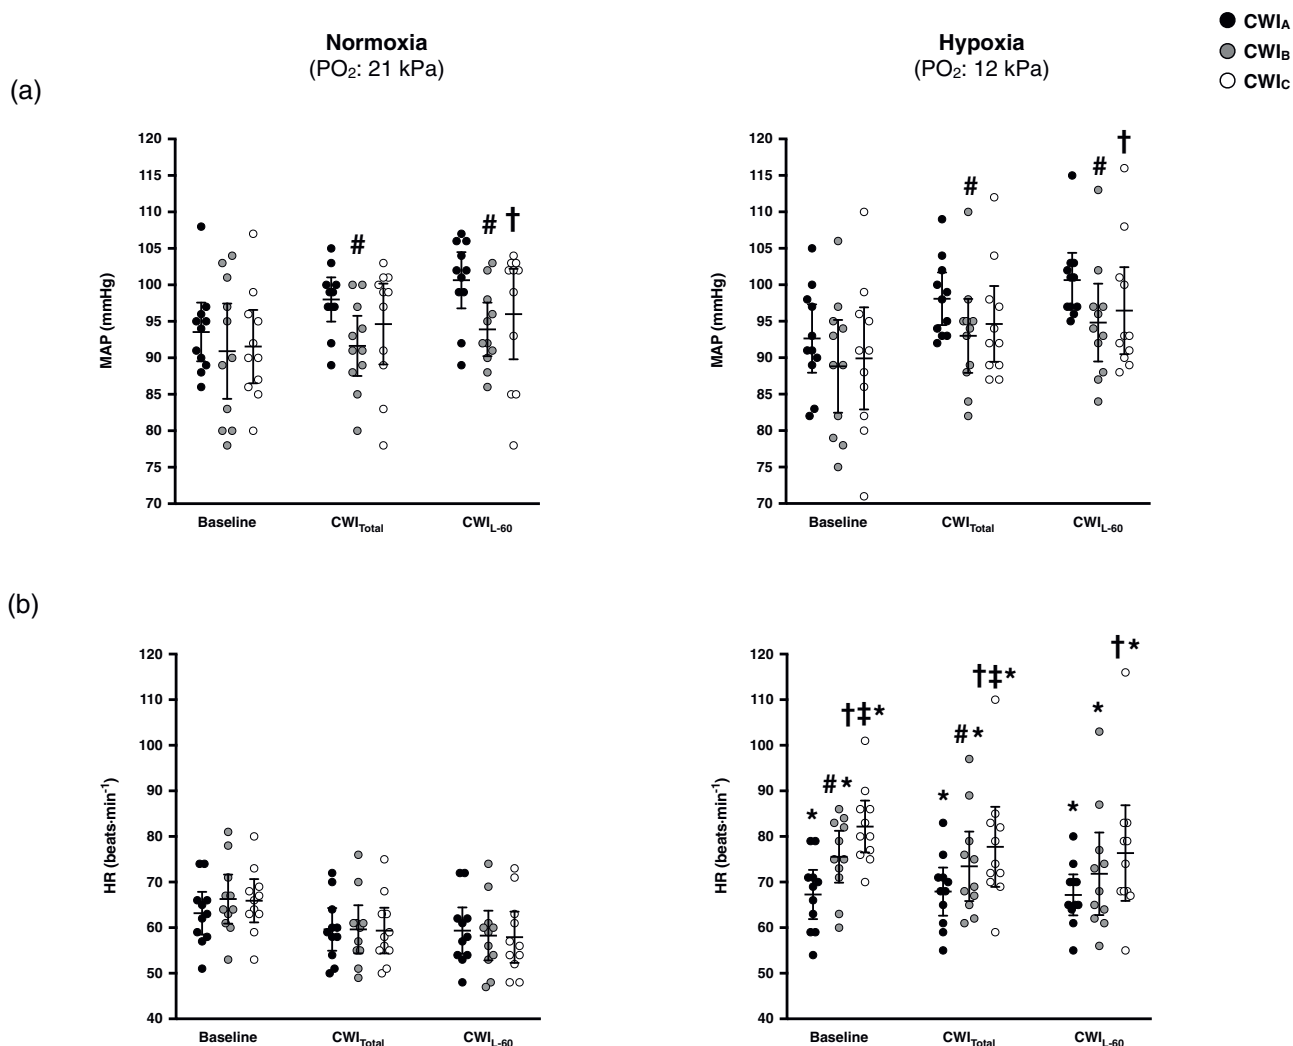 CWIA
CWIB
CWIC
Normoxia
(PO2: 21 kPa)
Hypoxia
(PO2: 12 kPa)
(a)
MAP (mmHg)
120
115
110
105
100
95
90
85
80
75
70
# # †
Baseline CWITotal CWIL-60
MAP (mmHg)
120
115
110
105
100
95
90
85
80
75
70
# # †
Baseline CWITotal CWIL-60
(b)
HR (beats·min-1)
120
110
100
90
80
70
60
50
40
Baseline CWITotal CWIL-60
HR (beats·min-1)
120
110
100
90
80
70
60
50
40
* #* †‡* * #* †‡* * * †*
Baseline CWITotal CWIL-60